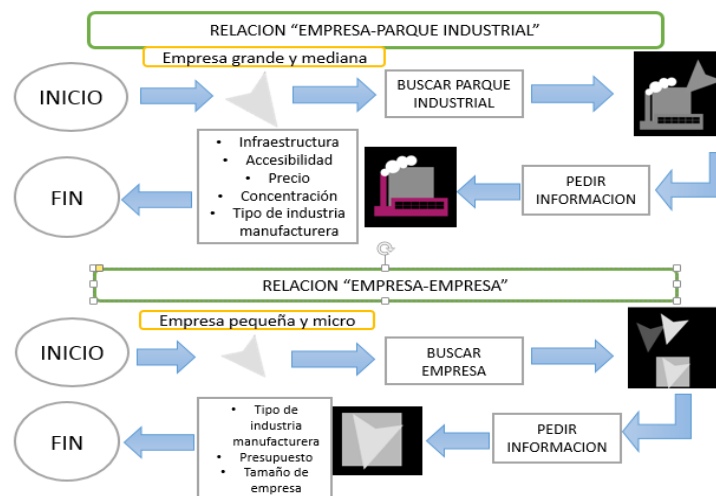 RELACION “EMPRESA-PARQUE INDUSTRIAL”
Empresa grande y mediana
INICIO
BUSCAR PARQUE
INDUSTRIAL
PEDIR
INFORMACION
• Infraestructura
• Accesibilidad
• Precio
• Concentración
• Tipo de industria
manufacturera
FIN
RELACION “EMPRESA-EMPRESA”
Empresa pequeña y micro
INICIO
BUSCAR
EMPRESA
PEDIR
INFORMACION
• Tipo de
industria
manufacturera
• Presupuesto
• Tamaño de
empresa
FIN